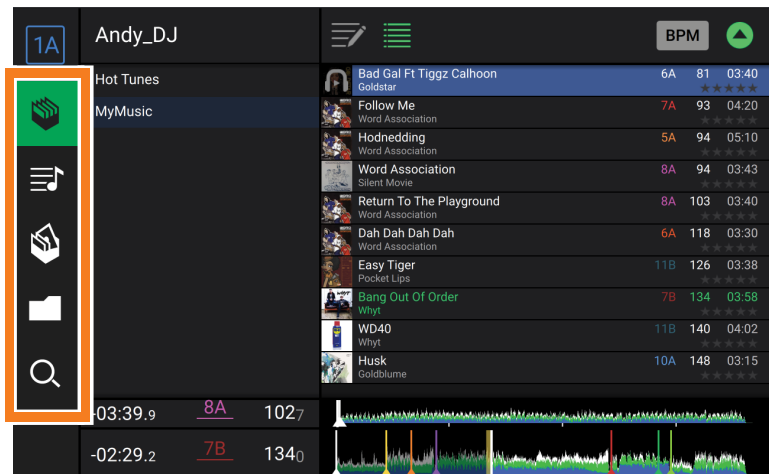 1A
Andy_DJ
BPM
Hot Tunes
MyMusic
Bad Gal Ft Tiggz Calhoon 6A 81 03:40
Goldstar
Follow Me 7A 93 04:20
Word Association
Hodnedding 5A 94 05:10
Word Association
Word Association 8A 94 03:43
Silent Movie
Return To The Playground 8A 103 03:40
Word Association
Dah Dah Dah Dah 6A 118 03:30
Word Association
Easy Tiger 11B 126 03:38
Pocket Lips
Bang Out Of Order 7B 134 03:58
Whyt
WD40 11B 140 04:02
Whyt
Husk 10A 148 03:15
Goldblume
-03:39.9 8A 1027
-02:29.2 7B 1340